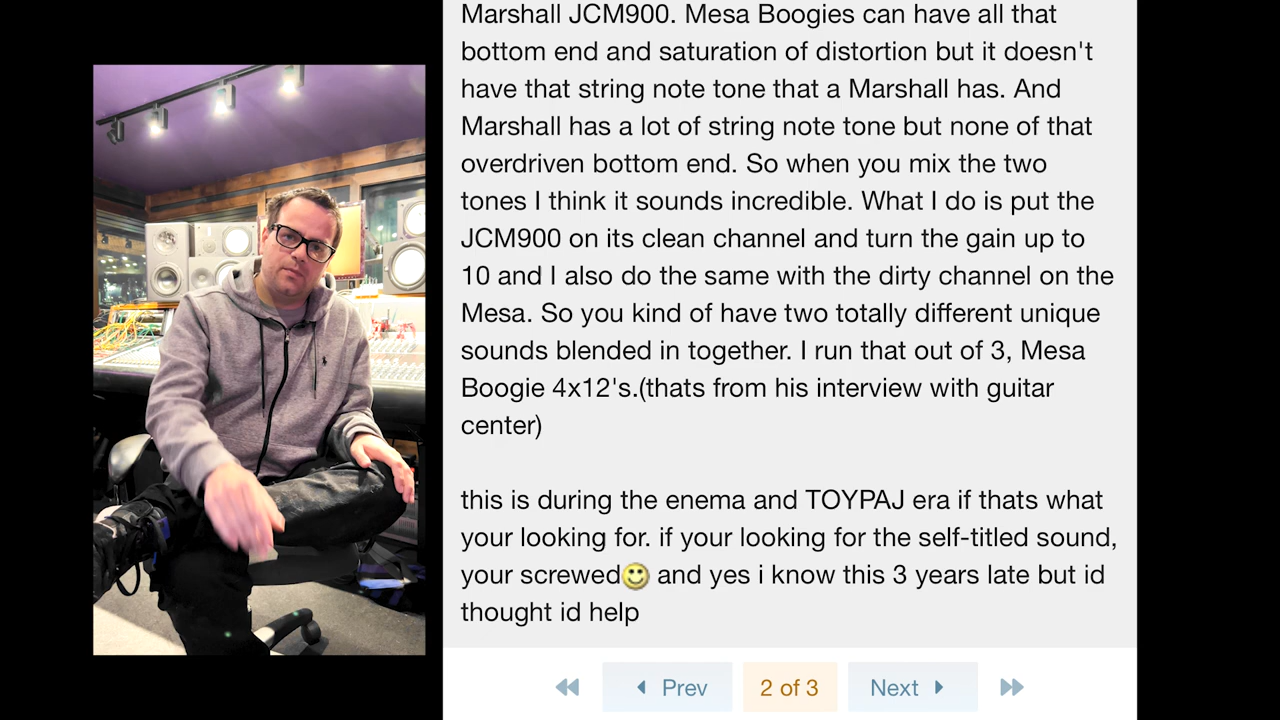 Marshall JCM900. Mesa Boogies can have all that
bottom end and saturation of distortion but it doesn't
have that string note tone that a Marshall has. And
Marshall has a lot of string note tone but none of that
overdriven bottom end. So when you mix the two
tones I think it sounds incredible. What I do is put the
JCM900 on its clean channel and turn the gain up to
10 and I also do the same with the dirty channel on the
Mesa. So you kind of have two totally different unique
sounds blended in together. I run that out of 3, Mesa
Boogie 4x12's.(thats from his interview with guitar
center)
this is during the enema and TOYPAJ era if thats what
your looking for. if your looking for the self-titled sound,
your screwed and yes i know this 3 years late but id
thought id help
Prev
2 of 3
Next